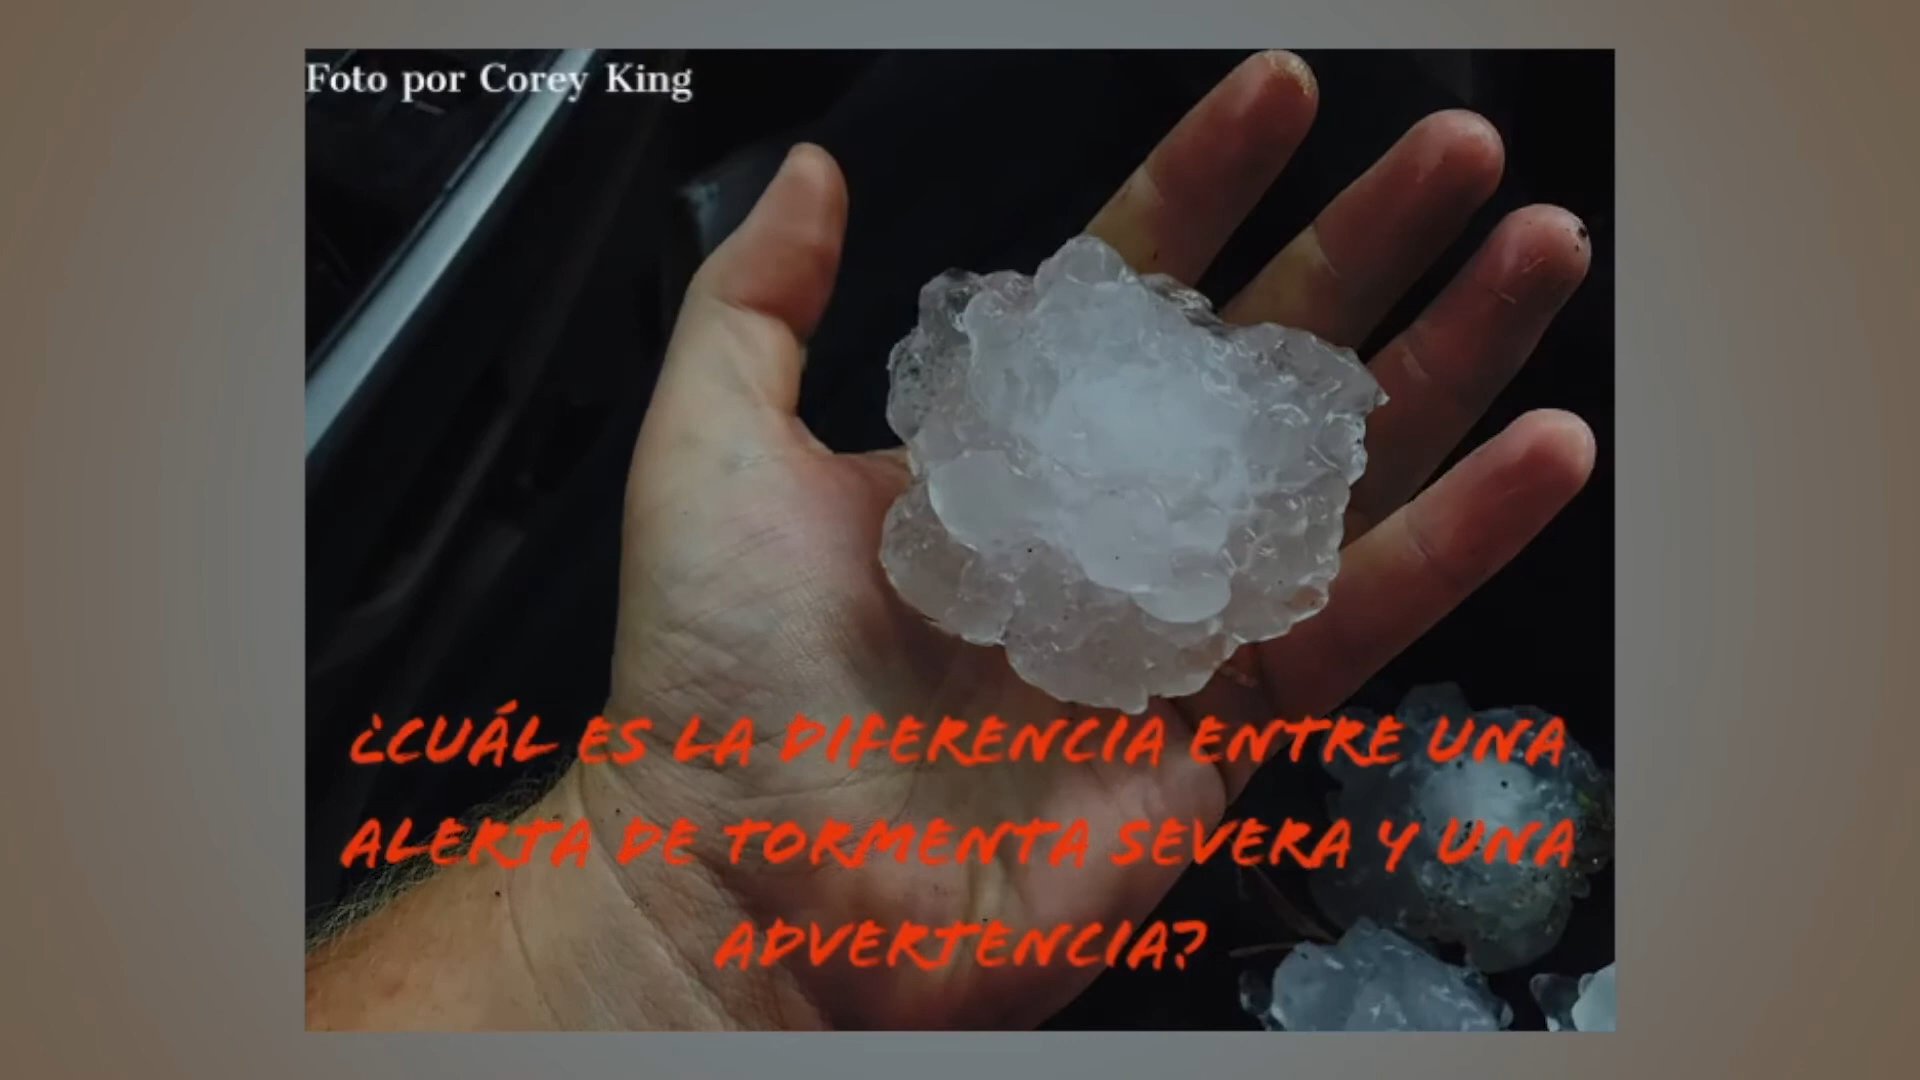 Foto por Corey King
¿CUÁL ES LA DIFERENCIA ENTRE UNA
ALERTA DE TORMENTA SEVERA Y UNA
ADVERTENCIA?